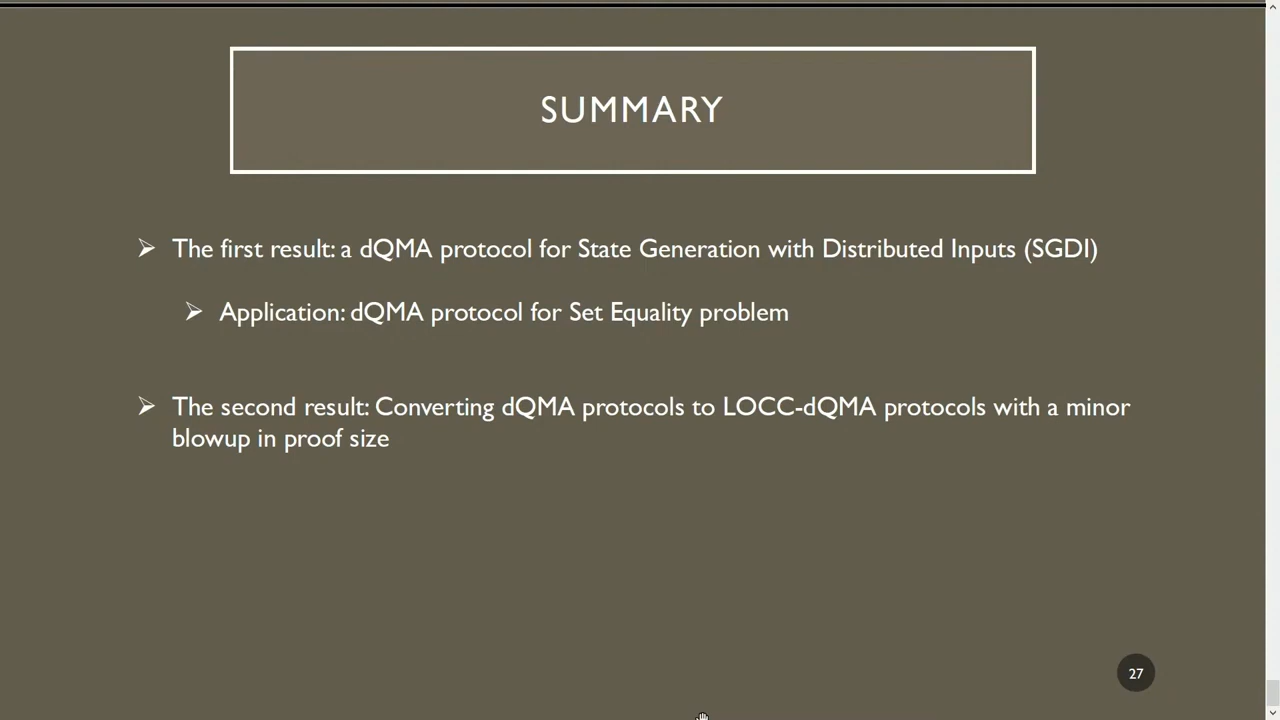 SUMMARY
The first result: a dQMA protocol for State Generation with Distributed Inputs (SGDI)
Application: dQMA protocol for Set Equality problem
The second result: Converting dQMA protocols to LOCC-dQMA protocols with a minor
blowup in proof size
27